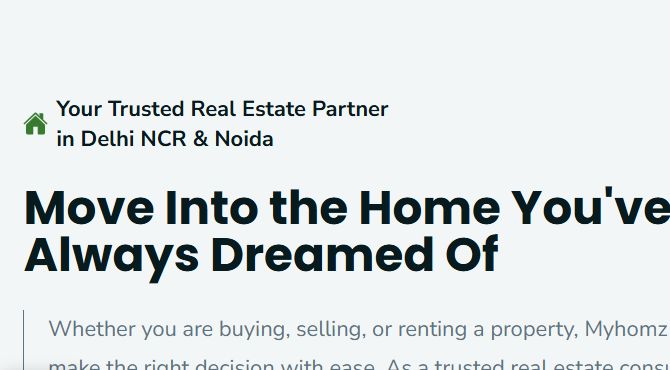 Your Trusted Real Estate Partner
in Delhi NCR & Noida
Move Into the Home You've
Always Dreamed Of
Whether you are buying, selling, or renting a property, Myhomz
make the right decision with ease. As a trusted real estate